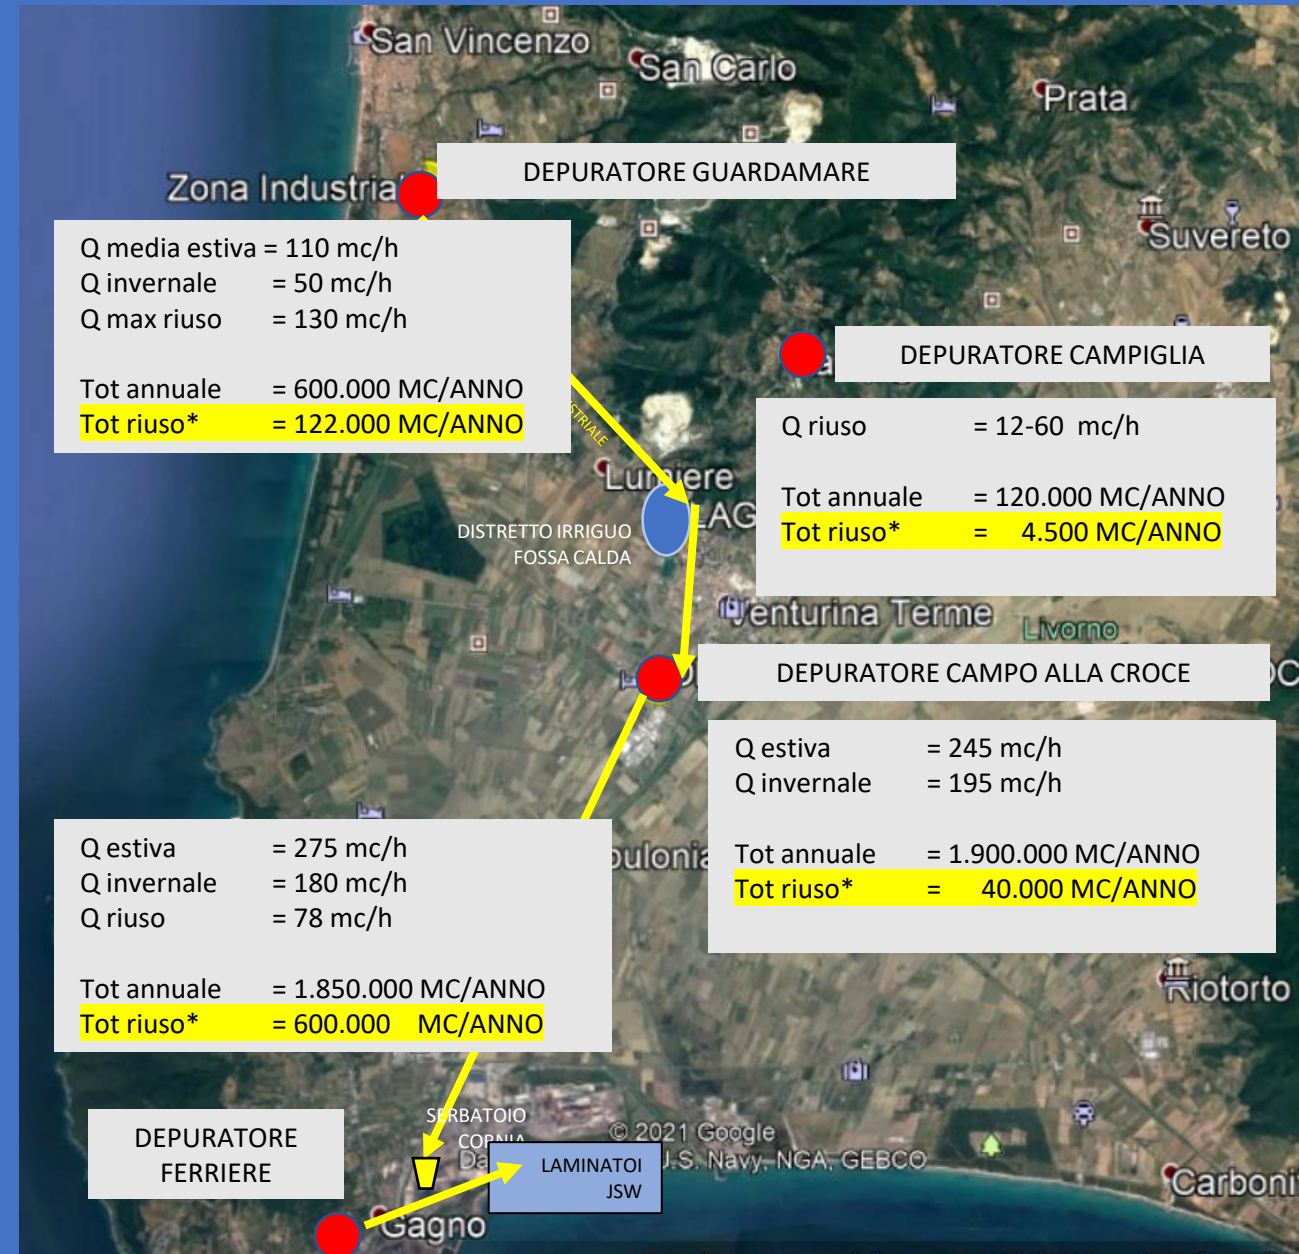 San Vincenzo
San Carlo
Prata
DEPURATORE GUARDAMARE
Zona Industria
Suvereto
Q media estiva = 110 mc/h
Q invernale = 50 mc/h
Q max riuso = 130 mc/h
Tot annuale = 600.000 MC/ANNO
Tot riuso* = 122.000 MC/ANNO
DEPURATORE CAMPIGLIA
Q riuso = 12-60 mc/h
Tot annuale = 120.000 MC/ANNO
Tot riuso* = 4.500 MC/ANNO
STRIALE
Lumiere
LAG
DISTRETTO IRRIGUO
FOSSA CALDA
Venturina Terme
Livorno
DEPURATORE CAMPO ALLA CROCE
OC
Q estiva = 245 mc/h
Q invernale = 195 mc/h
Tot annuale = 1.900.000 MC/ANNO
Tot riuso* = 40.000 MC/ANNO
Q estiva = 275 mc/h
Q invernale = 180 mc/h
Q riuso = 78 mc/h
Tot annuale = 1.850.000 MC/ANNO
Tot riuso* = 600.000 MC/ANNO
pulonia
Riotorto
SERBATOIO
CORNIA
DEPURATORE
FERRIERE
© 2021 Google
Da
U.S. Navy, NGA, GEBCO
LAMINATOI
JSW
Carboni
Gagno